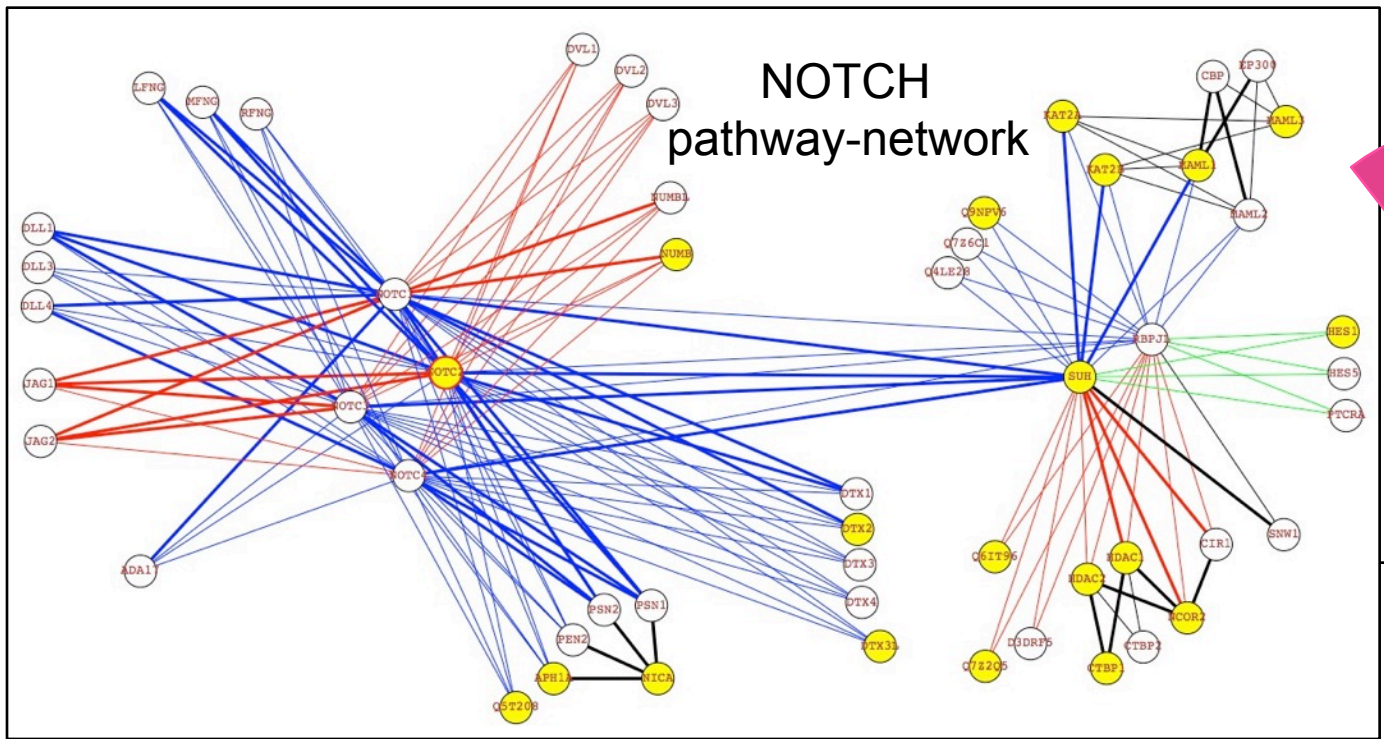 NOTCH
pathway-network
DVL1
DVL2
DVL3
LFNG
MFNG
RFNG
NUMBL
NUMB
DLL1
DLL3
DLL4
JAG1
JAG2
ADA17
NOTC2
NOTC4
DTX1
DTX2
DTX3
DTX4
DTX3L
PSN2
PSN1
PEN2
APH1A
NICA
Q5T208
CBP
EP300
KAT2A
MAML3
MAML1
MAML2
Q9NPV6
Q7Z6C1
Q4LE28
SUH
HES1
HES5
PTCRA
SNW1
CIR1
Q6IT96
HDAC1
HDAC2
NCOR2
CTBP2
CTBP1
D3DRF5
Q7Z2Q5